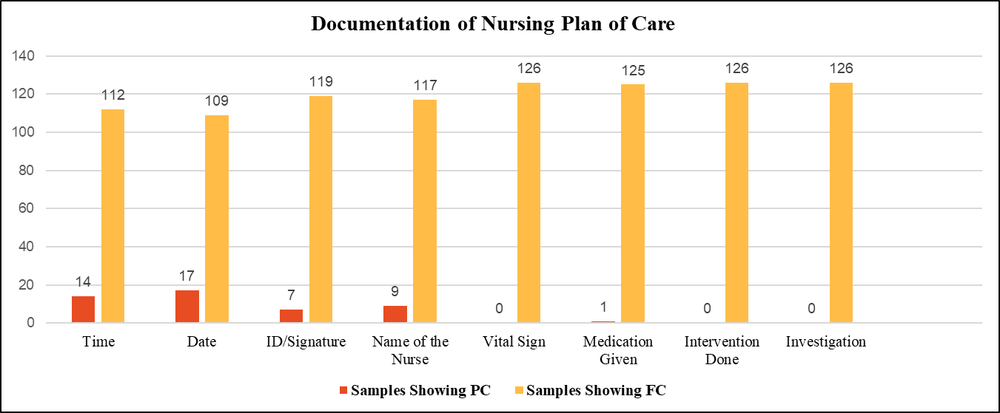 Documentation of Nursing Plan of Care
140
120
100
80
60
40
20
0
14
112
17
109
7
119
9
117
0
126
1
125
0
126
0
126
Time
Date
ID/Signature
Name of the
Nurse
Vital Sign
Medication
Given
Intervention
Done
Investigation
Samples Showing PC
Samples Showing FC